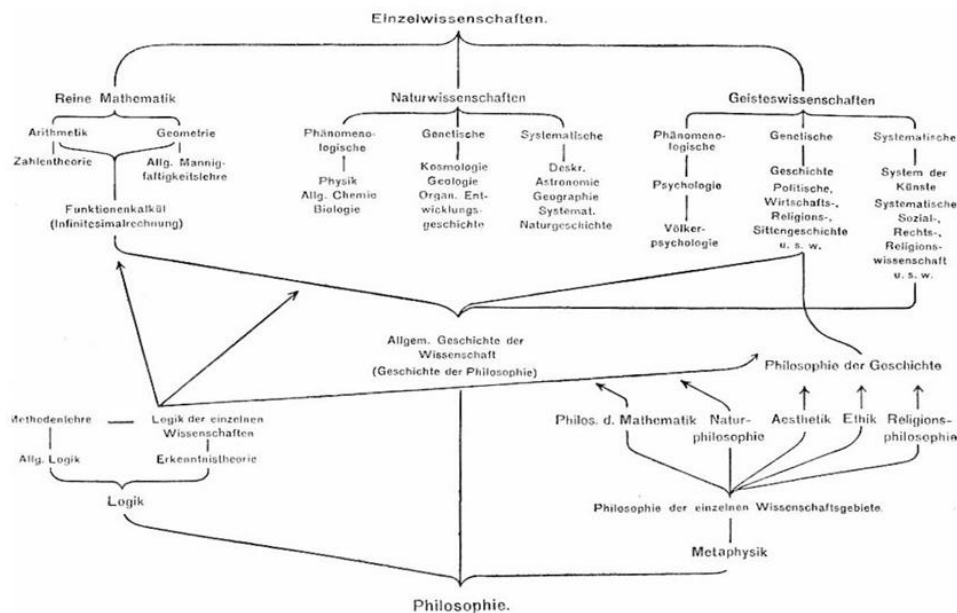 Einzelwissenschaften.
Reine Mathematik
Naturwissenschaften
Geisteswissenschaften
Arithmetik
Geometrie
Zahlentheorie
Allg. Mannig-
faltigkeitslehre
Funktionenkalkül
(Infinitesimalrechnung)
Phänomeno-
logische
Physik
Allg. Chemie
Biologie
Genetische
Kosmologie
Geologie
Organ. Ent-
wicklungs-
geschichte
Systematische
Deskr.
Astronomie
Geographie
Systemat.
Naturgeschichte
Phänomeno-
logische
Psychologie
Völker-
psychologie
Genetische
Geschichte
Politische,
Wirtschafts-,
Religions-,
Sittengeschichte
u. s. w.
Systematische
System der
Künste
Systematische
Sozial-,
Rechts-,
Religions-
wissenschaft
u. s. w.
Allgem. Geschichte der
Wissenschaft
(Geschichte der Philosophie)
Philosophie der Geschichte
Methodenlehre
Logik der einzelnen
Wissenschaften
Allg. Logik
Erkenntnistheorie
Logik
Philos. d. Mathematik
Natur-
philosophie
Aesthetik
Ethik
Religions-
philosophie
Philosophie der einzelnen Wissenschaftsgebiete.
Metaphysik
Philosophie.